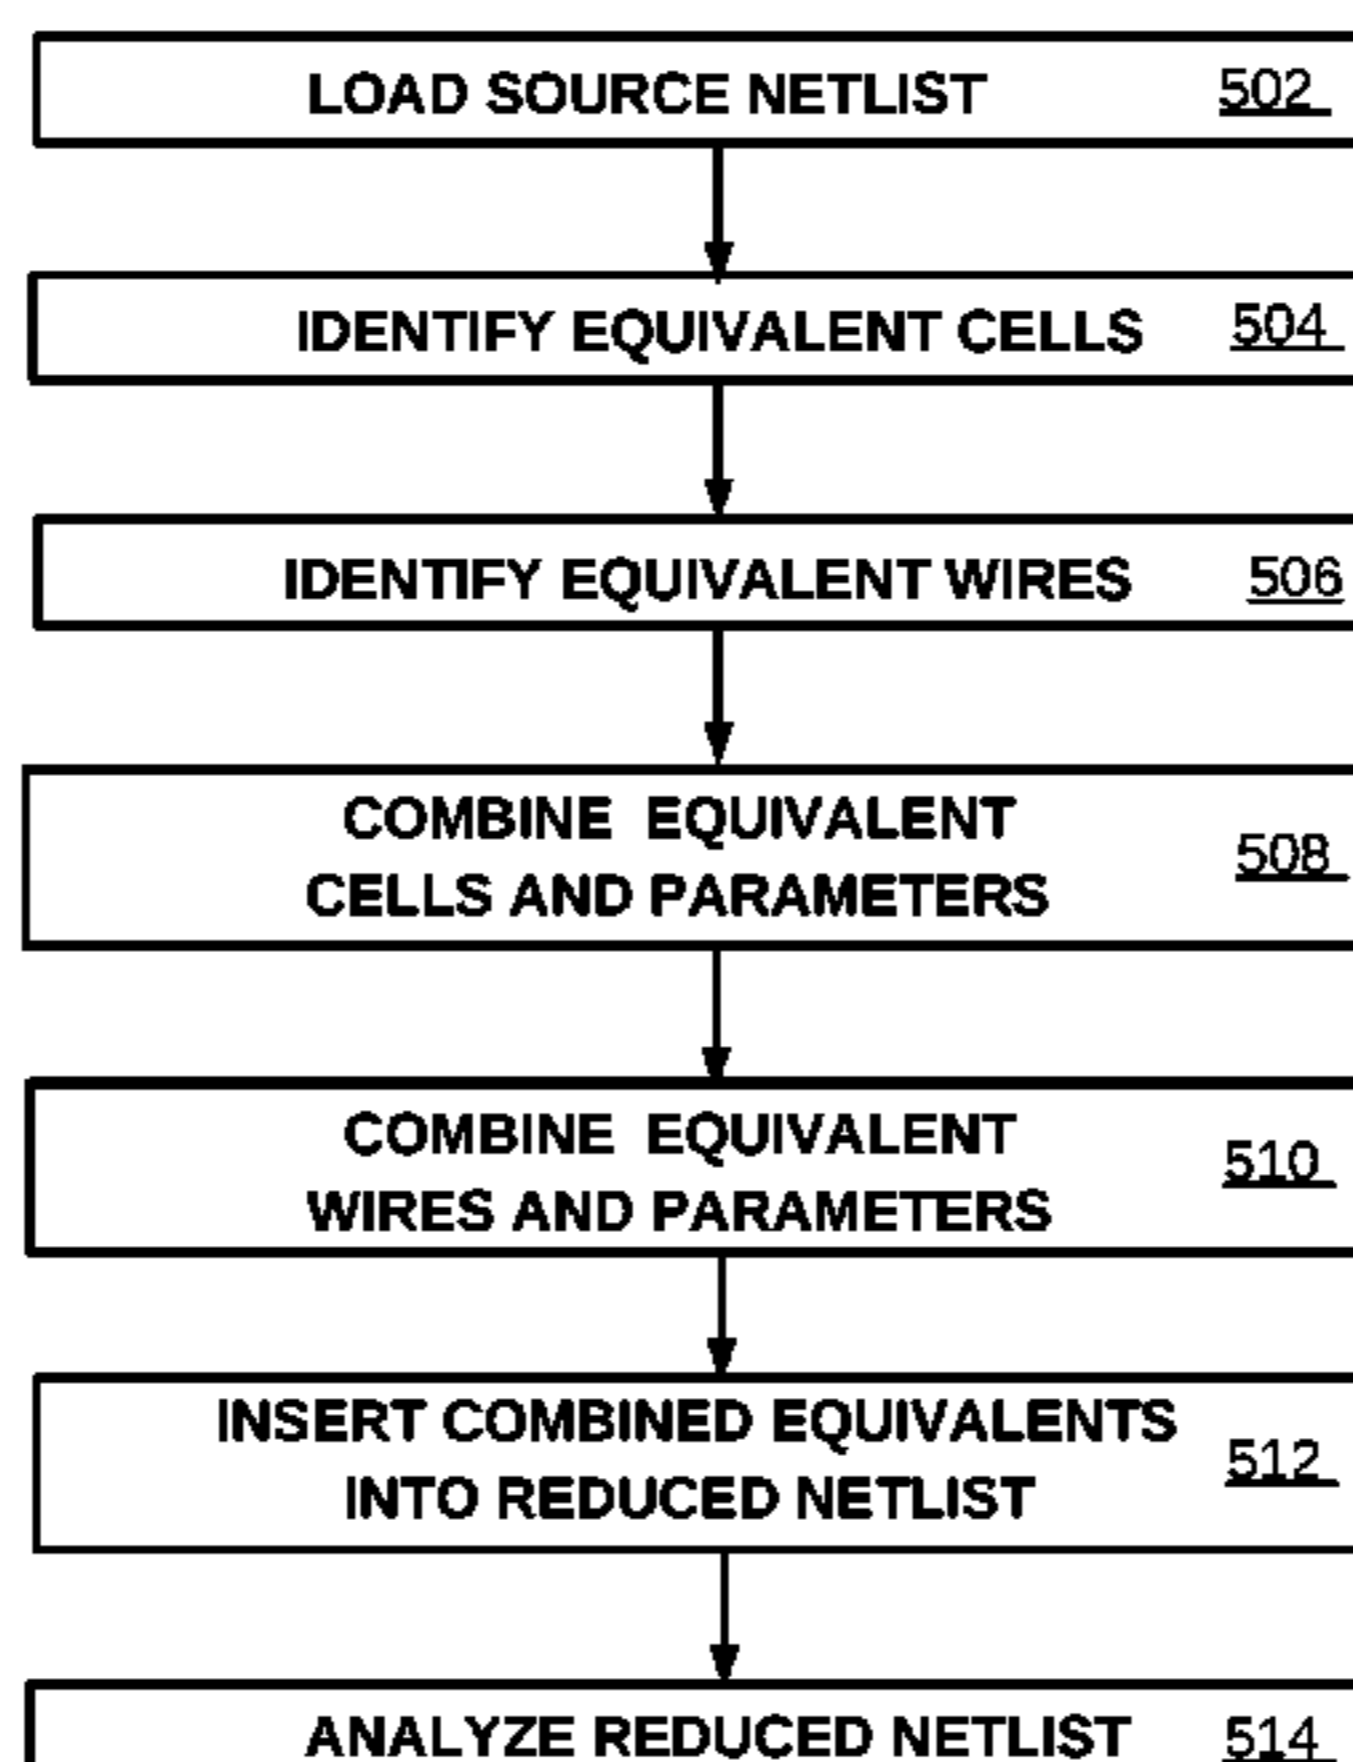 LOAD SOURCE NETLIST 502
IDENTIFY EQUIVALENT CELLS 504
IDENTIFY EQUIVALENT WIRES 506
COMBINE EQUIVALENT
CELLS AND PARAMETERS
508
COMBINE EQUIVALENT
WIRES AND PARAMETERS
510
INSERT COMBINED EQUIVALENTS
INTO REDUCED NETLIST
512
ANALYZE REDUCED NETLIST 514